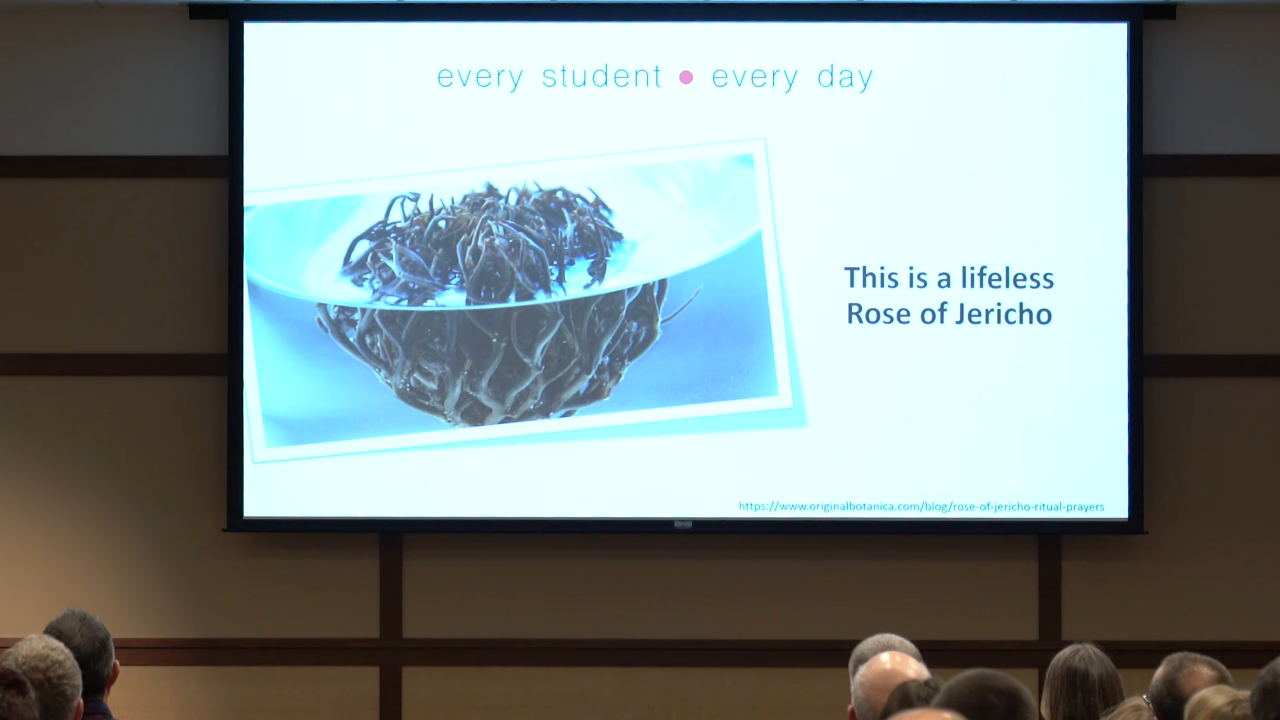 every student • every day
This is a lifeless
Rose of Jericho
https://www.originalbotanica.com/blog/rose-of-jericho-ritual-prayers